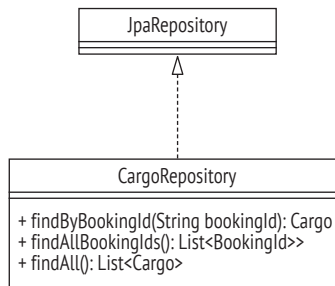 JpaRepository
CargoRepository
+ findByBookingId(String bookingId): Cargo
+ findAllBookingIds(): List<BookingId>>
+ findAll(): List<Cargo>